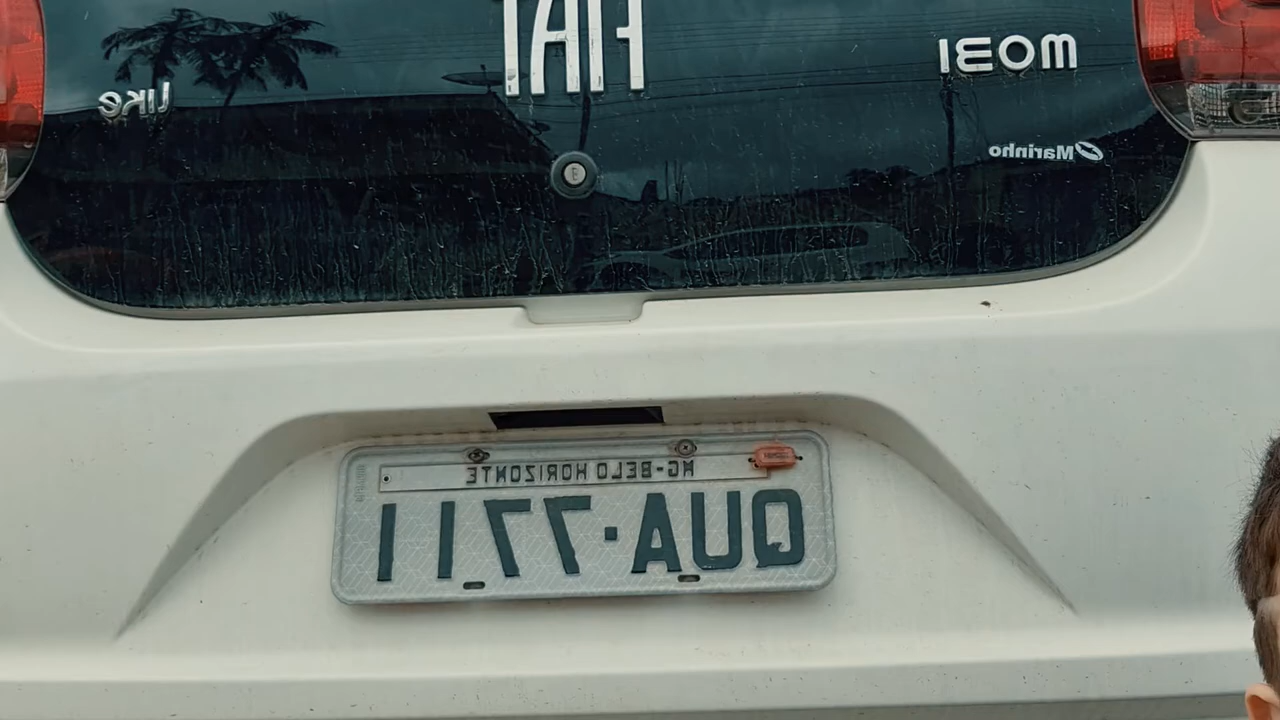 FIAT
MOBI
LIKE
Marinho
MG-BELO HORIZONTE
QUA·7711